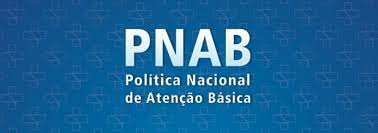 PNAB
Política Nacional
de Atenção Básica